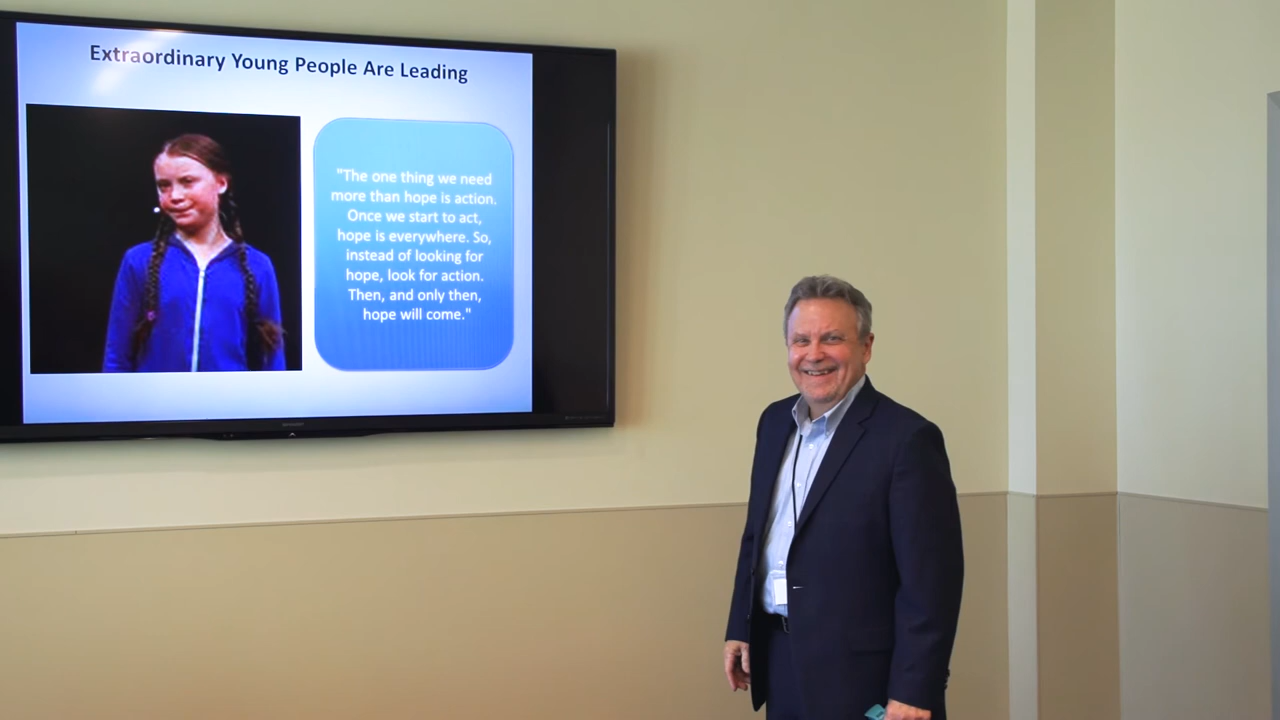 Extraordinary Young People Are Leading
"The one thing we need
more than hope is action.
Once we start to act,
hope is everywhere. So,
instead of looking for
hope, look for action.
Then, and only then,
hope will come."
SHARP